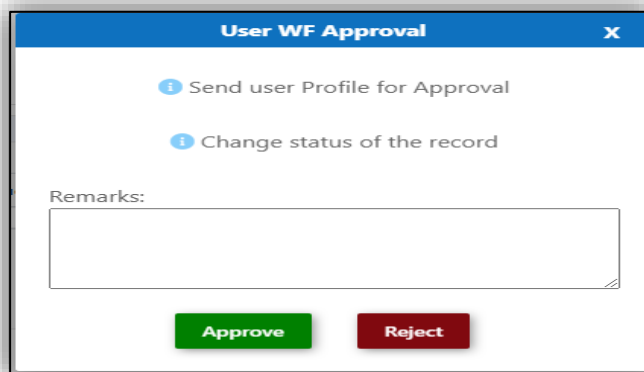 User WF Approval x
Send user Profile for Approval
Change status of the record
Remarks:
Approve Reject